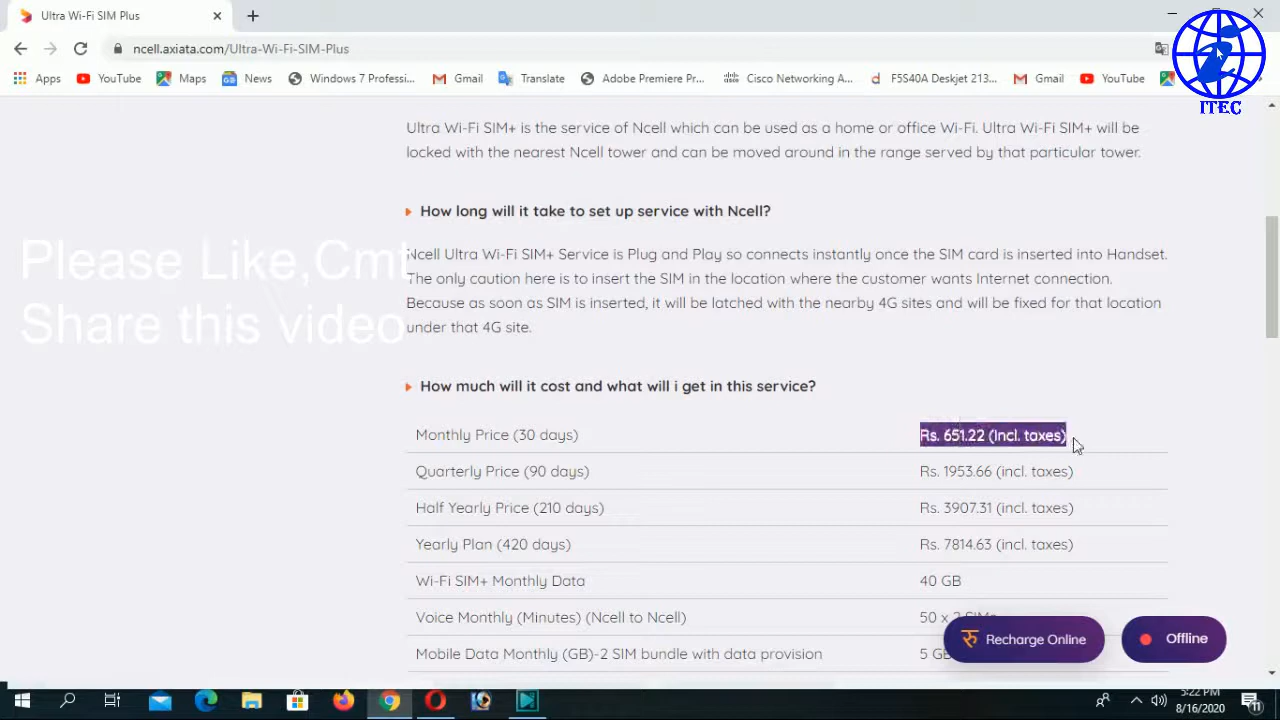 Ultra Wi-Fi SIM Plus
ncell.axiata.com/Ultra-Wi-Fi-SIM-Plus
Apps YouTube Maps News Windows 7 Professi... Gmail Translate Adobe Premiere Pr... Cisco Networking A... F5S40A Deskjet 213... Gmail YouTube
ITEC
Ultra Wi-Fi SIM+ is the service of Ncell which can be used as a home or office Wi-Fi. Ultra Wi-Fi SIM+ will be
locked with the nearest Ncell tower and can be moved around in the range served by that particular tower.
How long will it take to set up service with Ncell?
Ncell Ultra Wi-Fi SIM+ Service is Plug and Play so connects instantly once the SIM card is inserted into Handset.
The only caution here is to insert the SIM in the location where the customer wants Internet connection.
Because as soon as SIM is inserted, it will be latched with the nearby 4G sites and will be fixed for that location
under that 4G site.
Please Like,Cmt
Share this video
How much will it cost and what will i get in this service?
Monthly Price (30 days) Rs. 651.22 (incl. taxes)
Quarterly Price (90 days) Rs. 1953.66 (incl. taxes)
Half Yearly Price (210 days) Rs. 3907.31 (incl. taxes)
Yearly Plan (420 days) Rs. 7814.63 (incl. taxes)
Wi-Fi SIM+ Monthly Data 40 GB
Voice Monthly (Minutes) (Ncell to Ncell) 50 x 2 SIMs
Mobile Data Monthly (GB)-2 SIM bundle with data provision 5 GB
रु Recharge Online
Offline
5:22 PM
8/16/2020
11